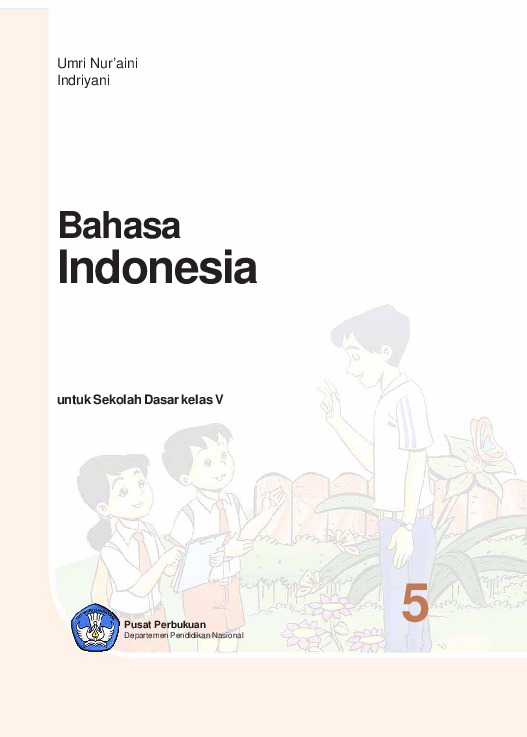 Umri Nur'aini
Indriyani
Bahasa
Indonesia
untuk Sekolah Dasar kelas V
5
Pusat Perbukuan
Departemen Pendidikan Nasional